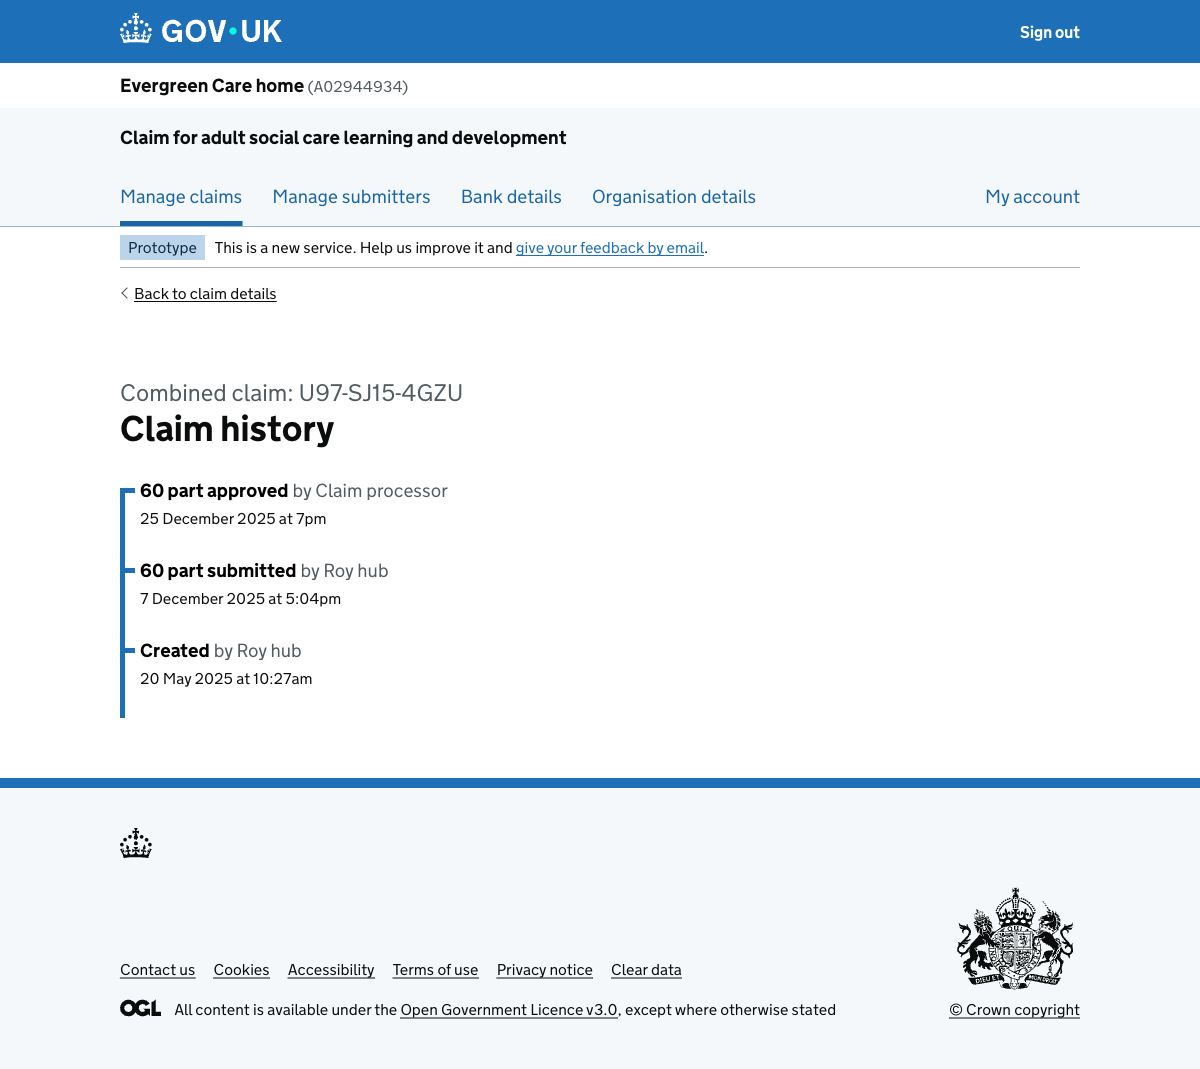 GOV•UK
Sign out
Evergreen Care home (A02944934)
Claim for adult social care learning and development
Manage claims
Manage submitters
Bank details
Organisation details
My account
Prototype
This is a new service. Help us improve it and give your feedback by email.
Back to claim details
Combined claim: U97-SJ15-4GZU
Claim history
60 part approved by Claim processor
25 December 2025 at 7pm
60 part submitted by Roy hub
7 December 2025 at 5:04pm
Created by Roy hub
20 May 2025 at 10:27am
Contact us
Cookies
Accessibility
Terms of use
Privacy notice
Clear data
OGL
All content is available under the Open Government Licence v3.0, except where otherwise stated
© Crown copyright